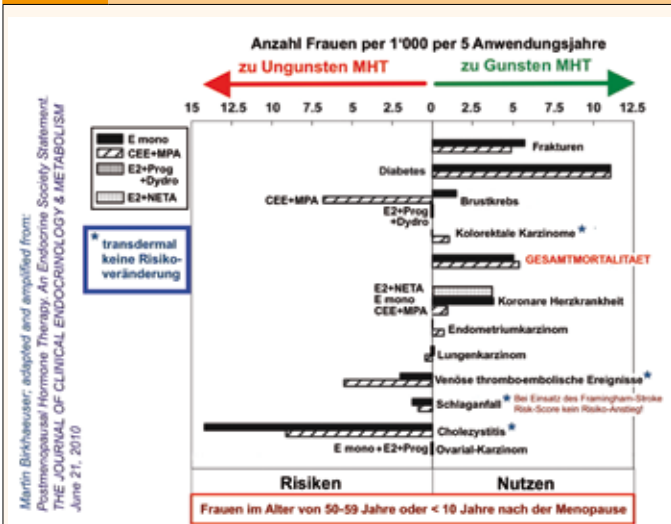 Anzahl Frauen per 1'000 per 5 Anwendungsjahre
zu Ungunsten MHT
zu Gunsten MHT
15 12.5 10 7.5 5 2.5 0 2.5 5 7.5 10 12.5
E mono
CEE+MPA
E2+Prog
+Dydro
E2+NETA
* transdermal
keine Risiko-
veränderung
Martin Birkhaeuser; adapted and amplified from:
Postmenopausal Hormone Therapy. An Endocrine Society Statement.
THE JOURNAL OF CLINICAL ENDOCRINOLOGY & METABOLISM
June 21, 2010
Frakturen
Diabetes
CEE+MPA
Brustkrebs
E2+Prog
+Dydro
Kolorektale Karzinome *
GESAMTMORTALITAET
E2+NETA
E mono
CEE+MPA
Koronare Herzkrankheit
Endometriumkarzinom
Lungenkarzinom
Venöse thromboembolische Ereignisse *
Schlaganfall * Bei Einsatz des Framingham-Stroke
Risk-Score kein Risiko-Anstieg!
Cholezystitis *
E mono+E2+Prog
Ovarial-Karzinom
Risiken
Nutzen
Frauen im Alter von 50-59 Jahre oder < 10 Jahre nach der Menopause